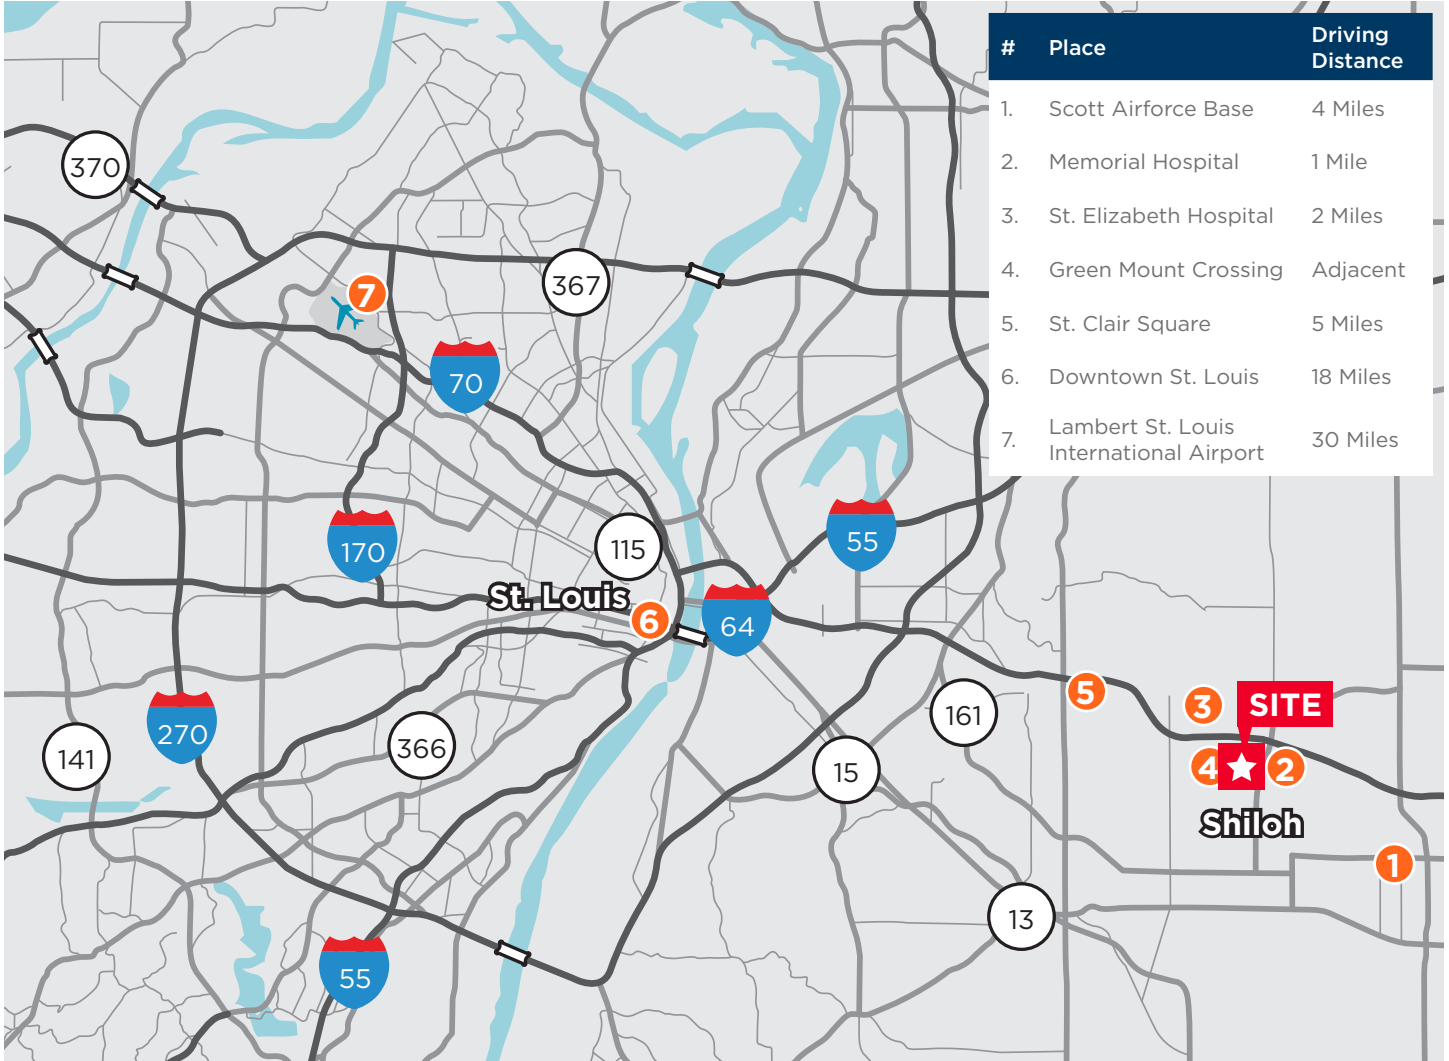 # Place Driving Distance
1. Scott Airforce Base 4 Miles
2. Memorial Hospital 1 Mile
3. St. Elizabeth Hospital 2 Miles
4. Green Mount Crossing Adjacent
5. St. Clair Square 5 Miles
6. Downtown St. Louis 18 Miles
7. Lambert St. Louis
International Airport 30 Miles
370
7
367
70
170
115
55
St. Louis
6
64
5
3
SITE
270
161
141
366
15
4
2
Shiloh
1
13
55